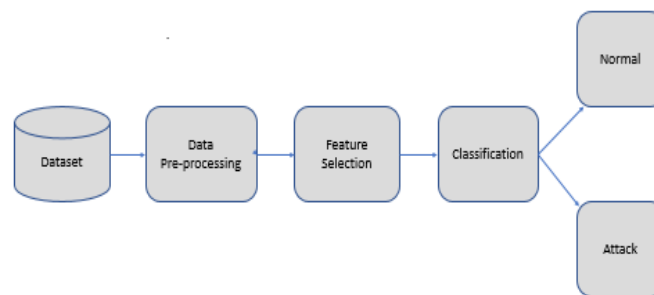 Normal
Dataset
Data
Pre-processing
Feature
Selection
Classification
Attack